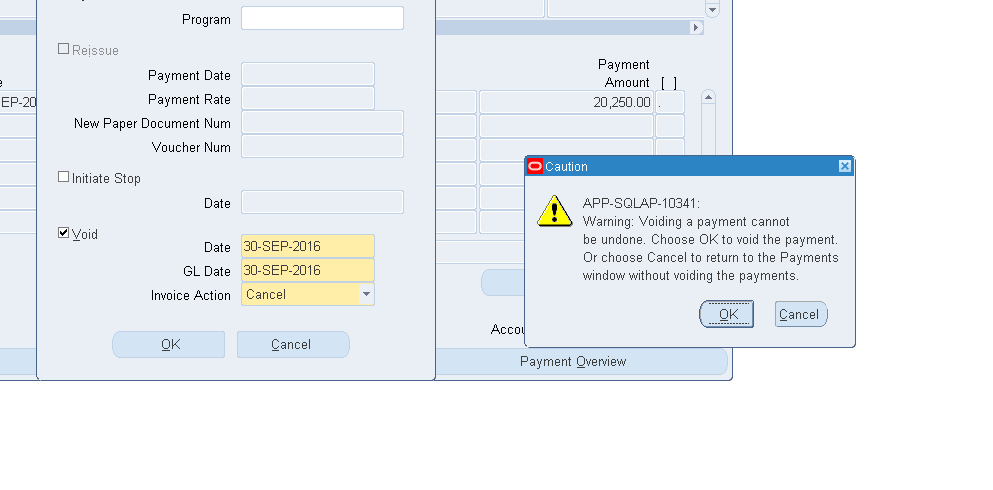 Program
Reissue
Payment Date
Payment Rate
New Paper Document Num
Voucher Num
Initiate Stop
Date
Void
Date 30-SEP-2016
GL Date 30-SEP-2016
Invoice Action Cancel
OK Cancel
EP-20
Payment
Amount [ ]
20,250.00 .
Caution
APP-SQLAP-10341:
Warning: Voiding a payment cannot
be undone. Choose OK to void the payment.
Or choose Cancel to return to the Payments
window without voiding the payments.
OK Cancel
Accou
Payment Overview